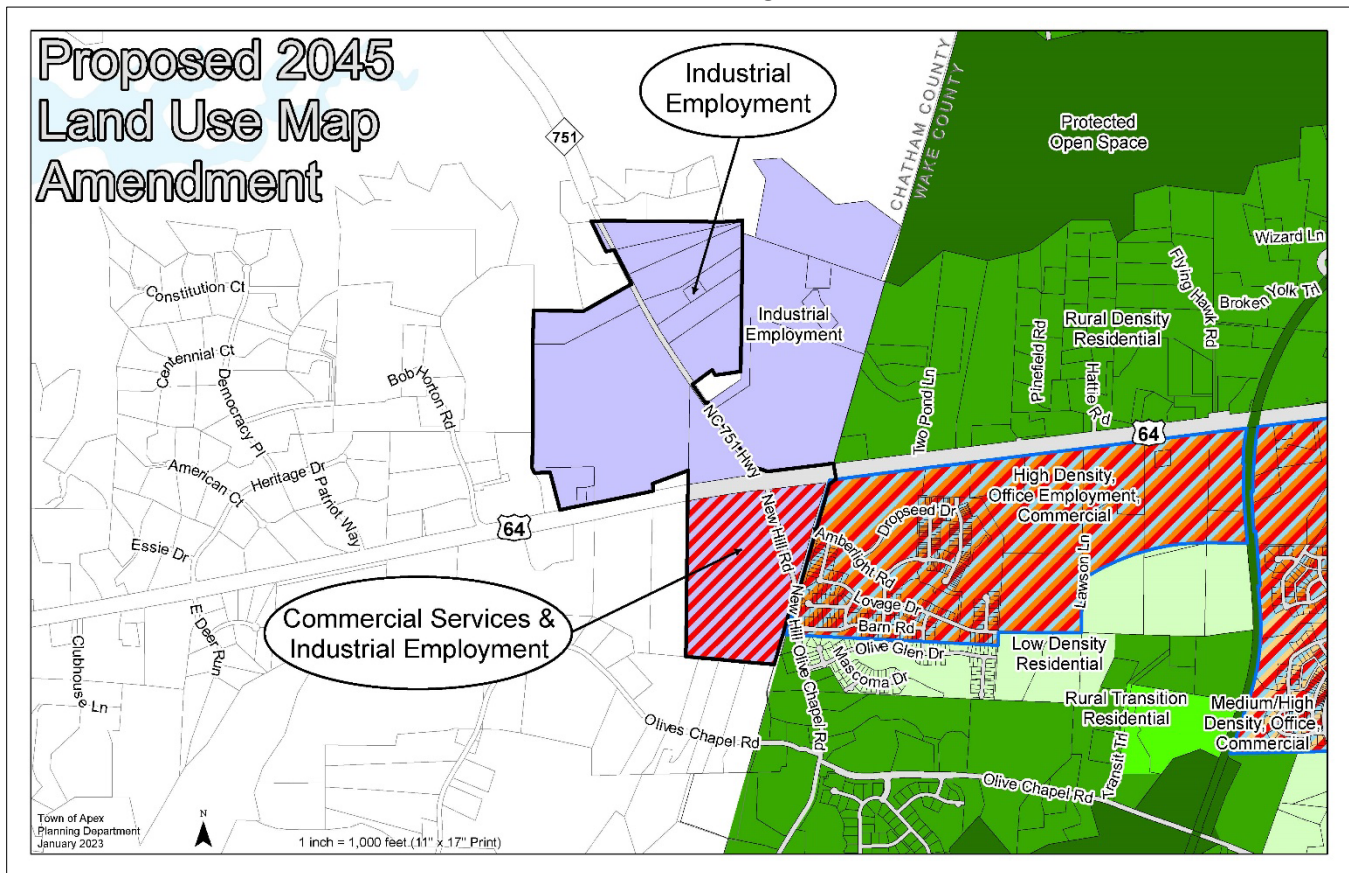 Proposed 2045
Land Use Map
Amendment
Industrial
Employment
751
CHATHAM COUNTY
WAKE COUNTY
Protected
Open Space
Wizard Ln
Flying Hawk Rd
Broken Yolk Trl
Constitution Ct
Industrial
Employment
Rural Density
Residential
Pinefield Rd
Hattie Rd
Centennial Ct
Democracy Pl
Bob Horton Rd
Two Pond Ln
NC 751 Hwy
64
American Ct
Heritage Dr
Patriot Way
High Density,
Office Employment,
Commercial
New Hill Rd
Dropseed Dr
Amberlight Rd
64
Essie Dr
Lawson Ln
Lovage Dr
Barn Rd
Commercial Services &
Industrial Employment
E Deer Run
New Hill Olive Chapel Rd
Olive Glen Dr
Mascoma Dr
Low Density
Residential
Clubhouse Ln
Rural Transition
Residential
Medium/High
Density, Office,
Commercial
Olives Chapel Rd
Transit Trl
Olive Chapel Rd
Town of Apex
Planning Department
January 2023
N
1 inch = 1,000 feet (11" x 17" Print)